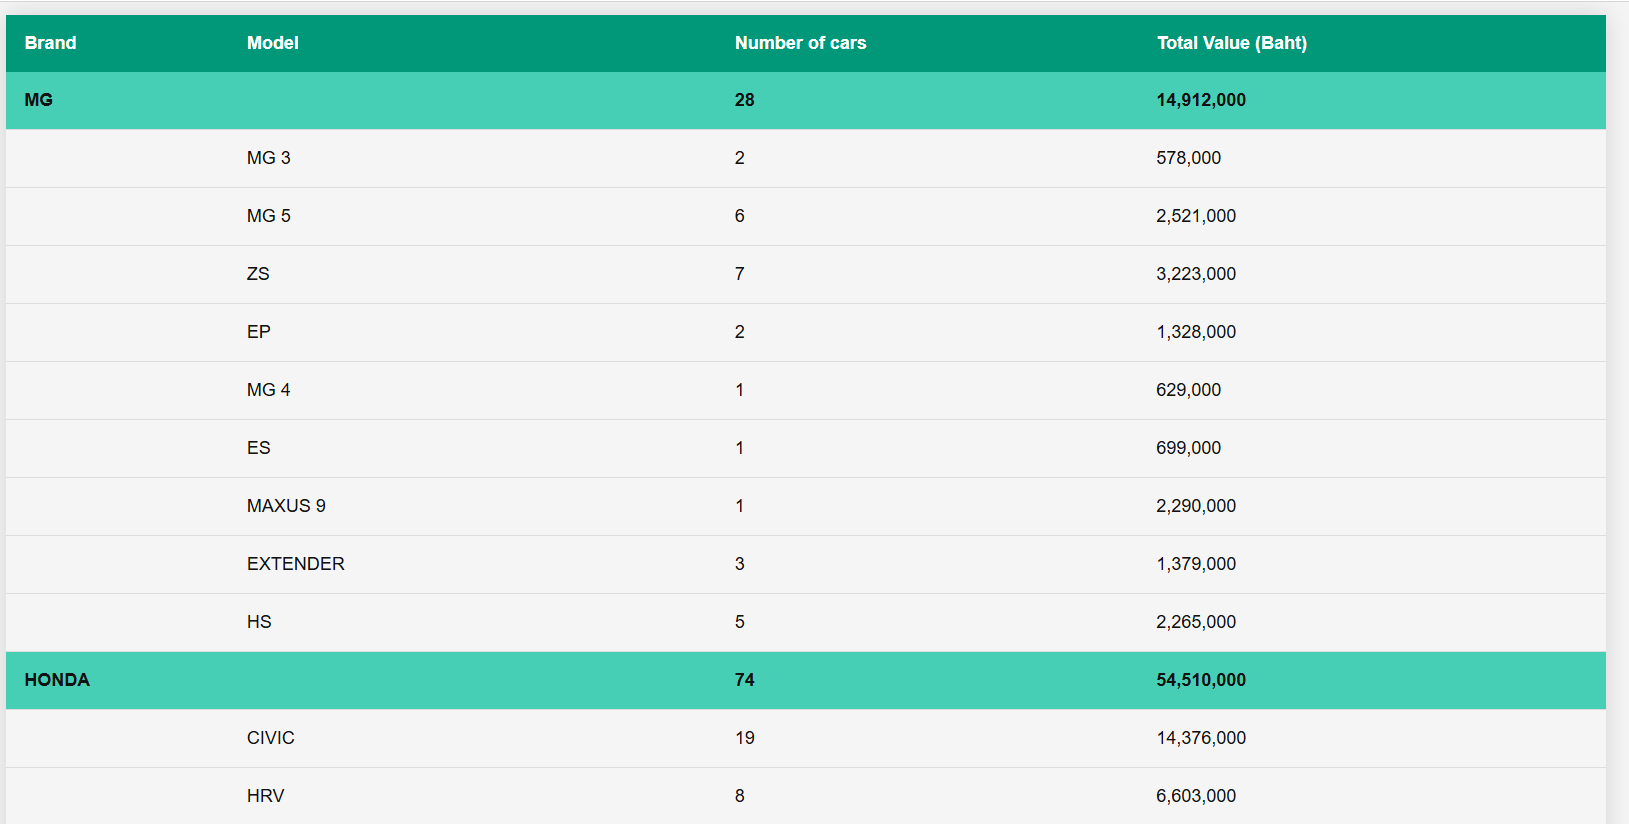 Brand Model Number of cars Total Value (Baht)
MG 28 14,912,000
MG 3 2 578,000
MG 5 6 2,521,000
ZS 7 3,223,000
EP 2 1,328,000
MG 4 1 629,000
ES 1 699,000
MAXUS 9 1 2,290,000
EXTENDER 3 1,379,000
HS 5 2,265,000
HONDA 74 54,510,000
CIVIC 19 14,376,000
HRV 8 6,603,000